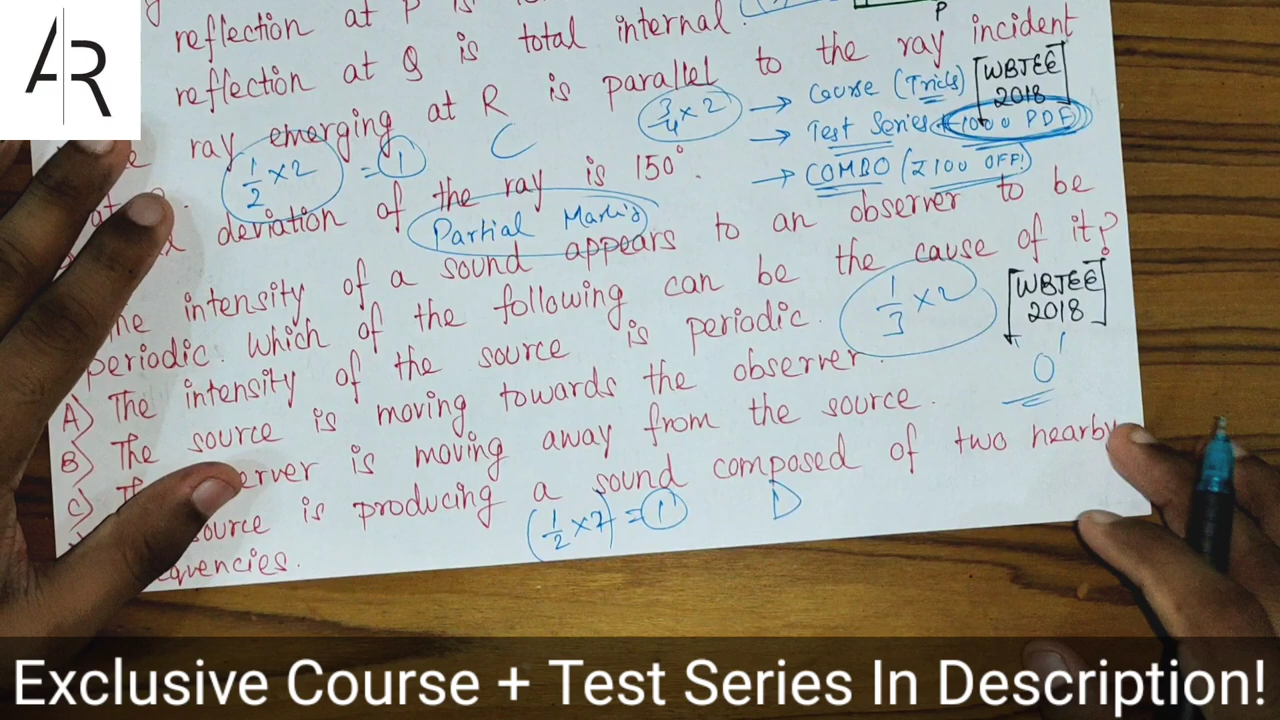 AR
reflection at P is
reflection at Q is total internal.
P
ray emerging at R is parallel to the ray incident
3/4 × 2
→ Course (Tricks)
[WBJEE 2018]
→ Test Series + 1000 PDF
→ COMBO (₹100 OFF!)
1/2 × 2 = 1
C
deviation of the ray is 150°.
Partial Marks
The intensity of a sound appears to an observer to be
periodic. Which of the following can be the cause of it?
1/3 × 2
[WBJEE 2018]
0
A) The intensity of the source is periodic.
B) The source is moving towards the observer.
C) The observer is moving away from the source.
source is producing a sound composed of two nearby
frequencies.
(1/2 × 2) = 1
D
Exclusive Course + Test Series In Description!